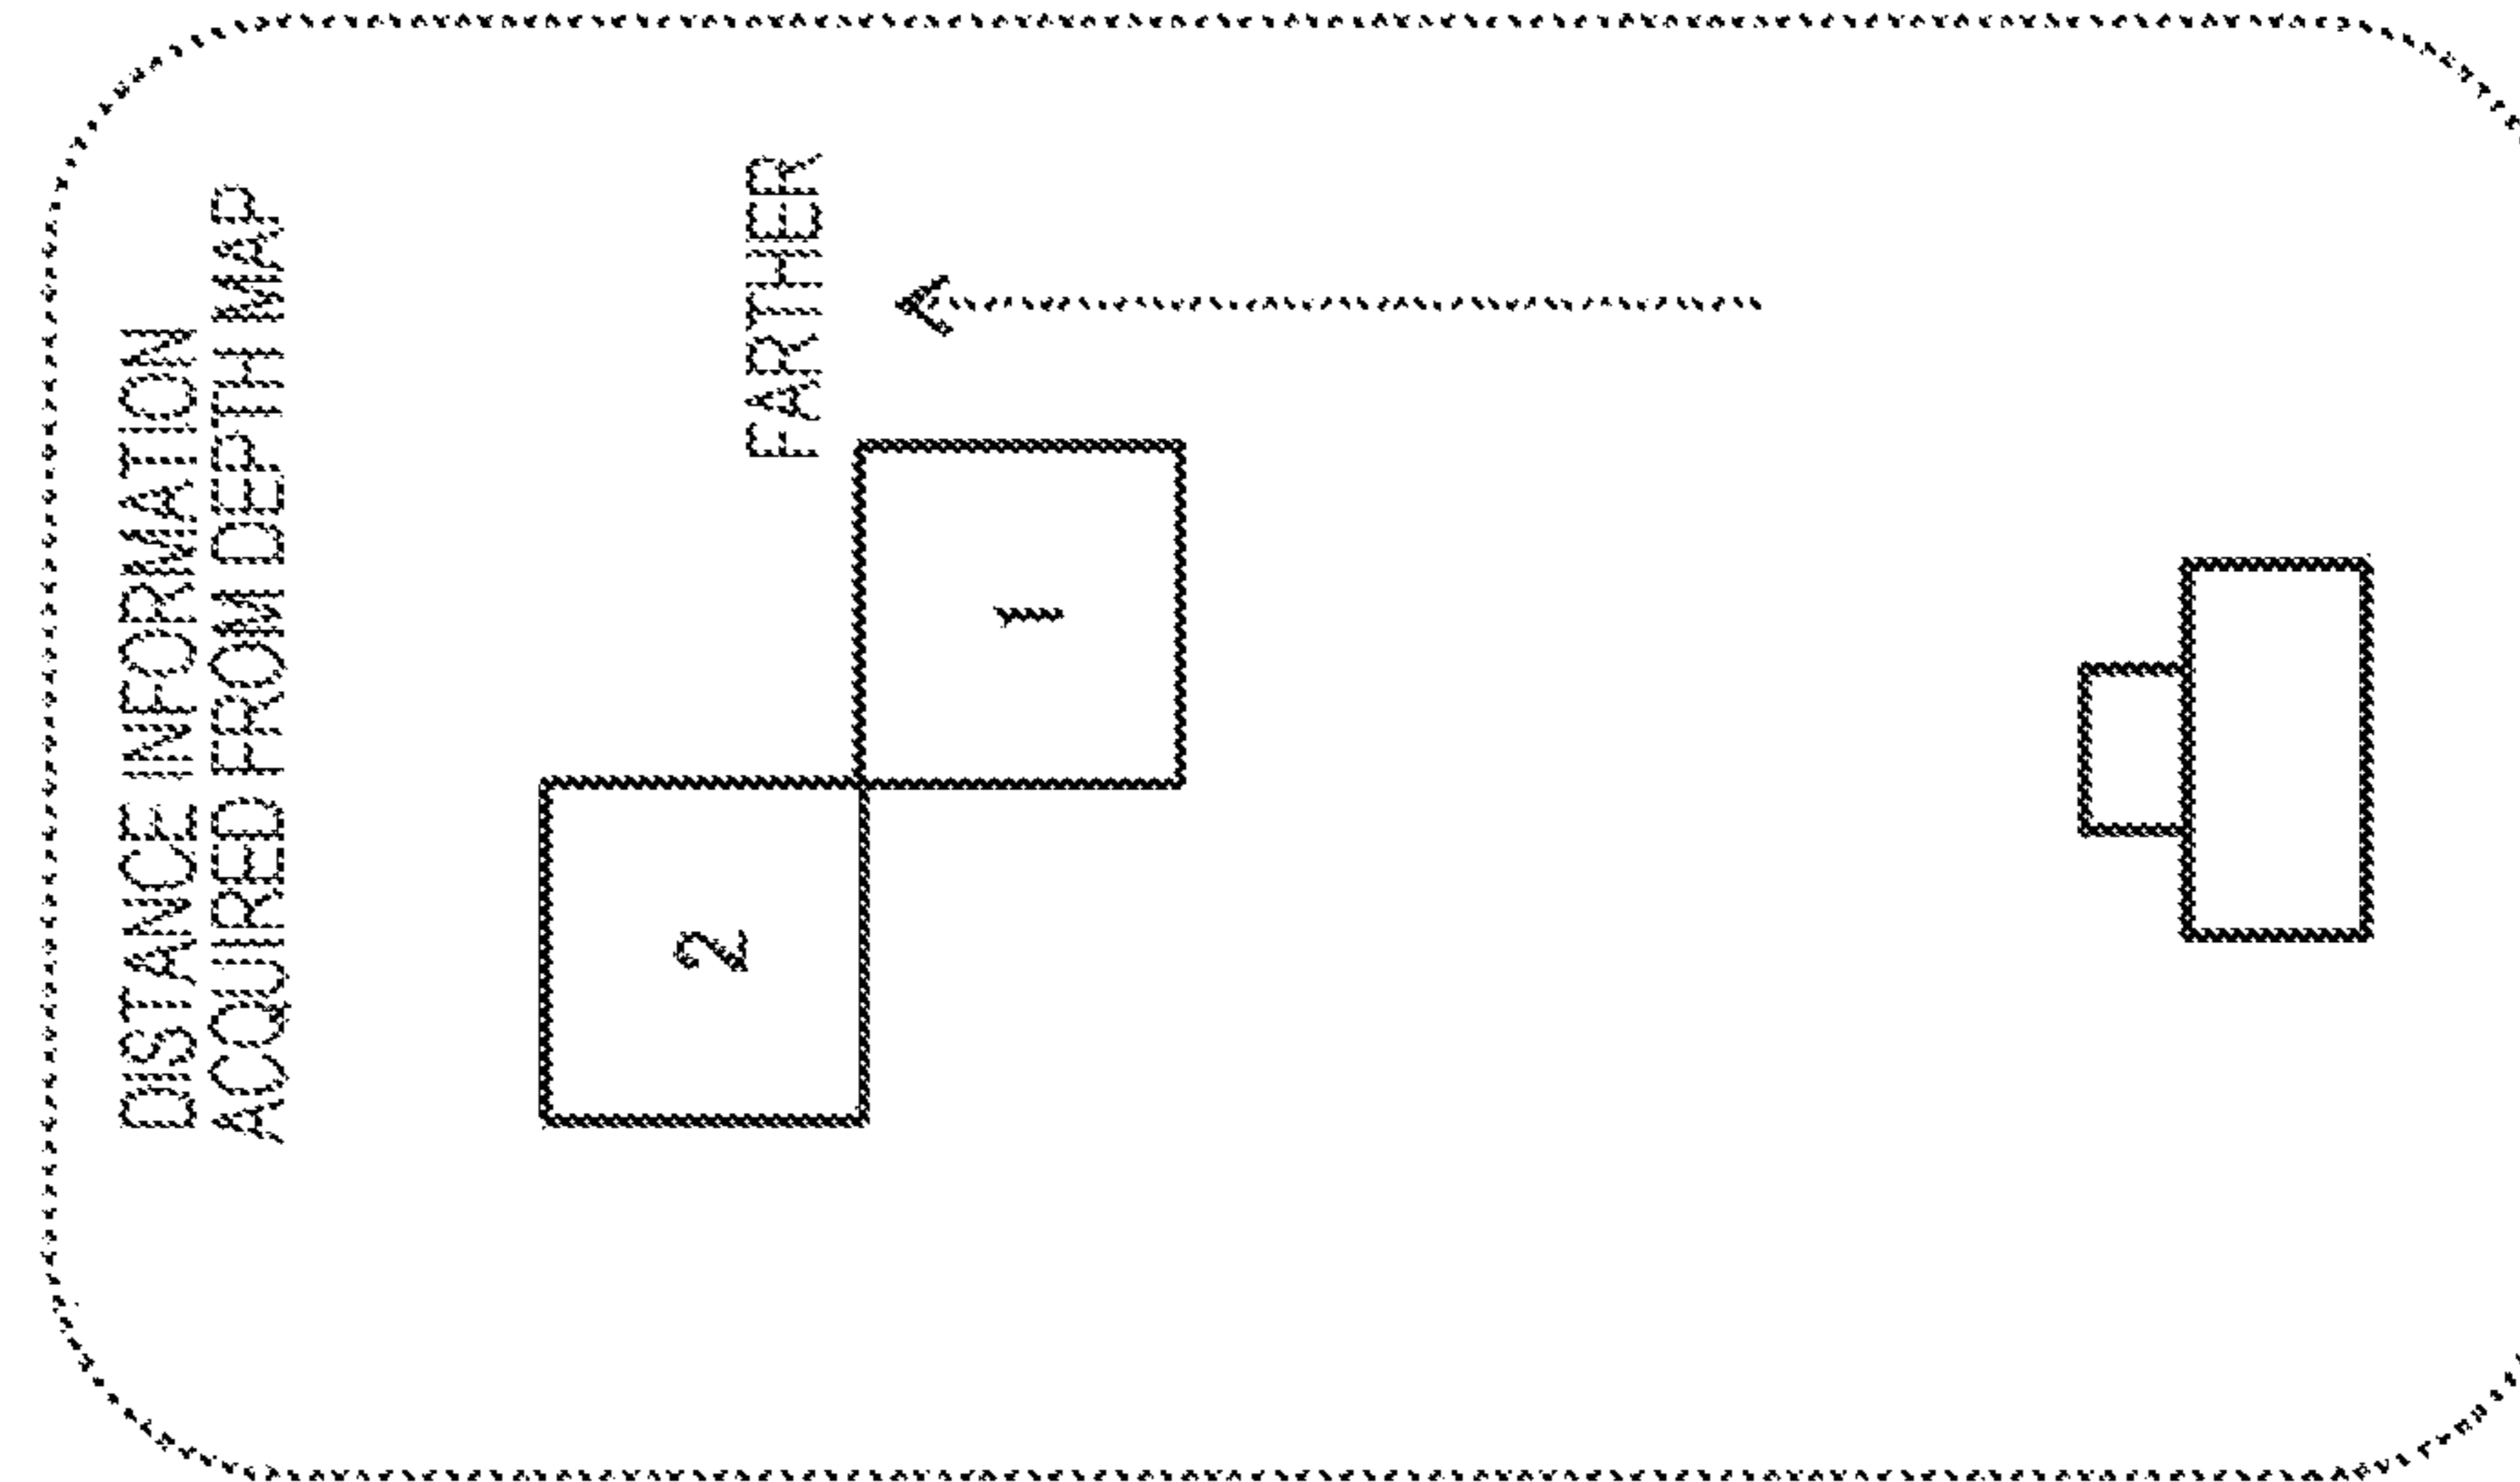 DISTANCE INFORMATION
ACQUIRED FROM DEPTH MAP
FARTHER
2
1